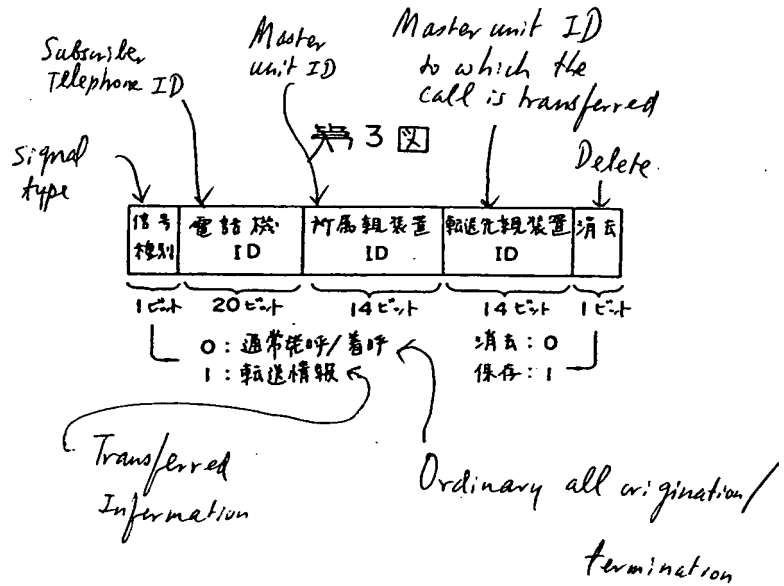 Subscriber
Telephone ID
Master
unit ID
Master unit ID
to which the
call is transferred
signal
type
第3図
Delete
信号
種別
電話機
ID
所属親装置
ID
転送先親装置
ID
消去
1ビット
20ビット
14ビット
14ビット
1ビット
0:通常発呼/着呼
1:転送情報
消去:0
保存:1
Transferred
Information
Ordinary all origination/
termination